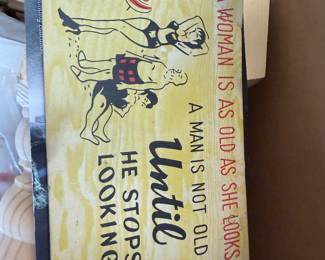 A WOMAN IS AS OLD AS SHE LOOKS
A MAN IS NOT OLD
Until
HE STOPS
LOOKING